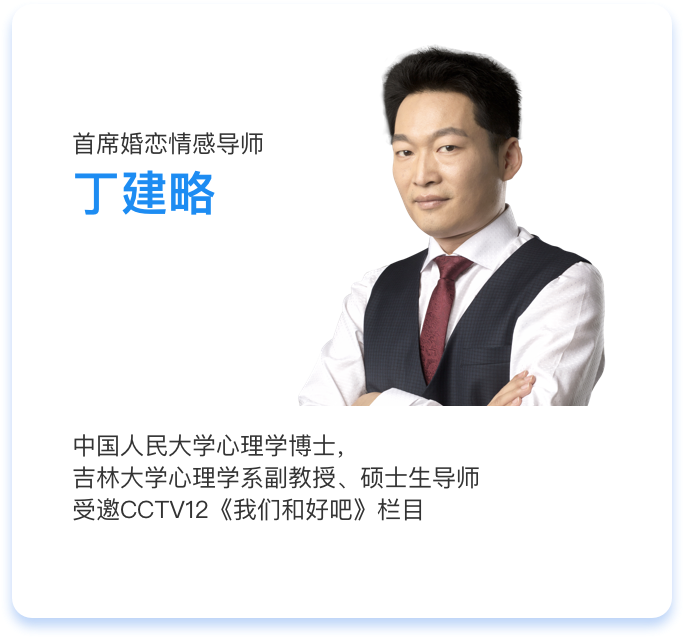 首席婚恋情感导师
丁建略
中国人民大学心理学博士，
吉林大学心理学系副教授、硕士生导师
受邀CCTV12《我们和好吧》栏目